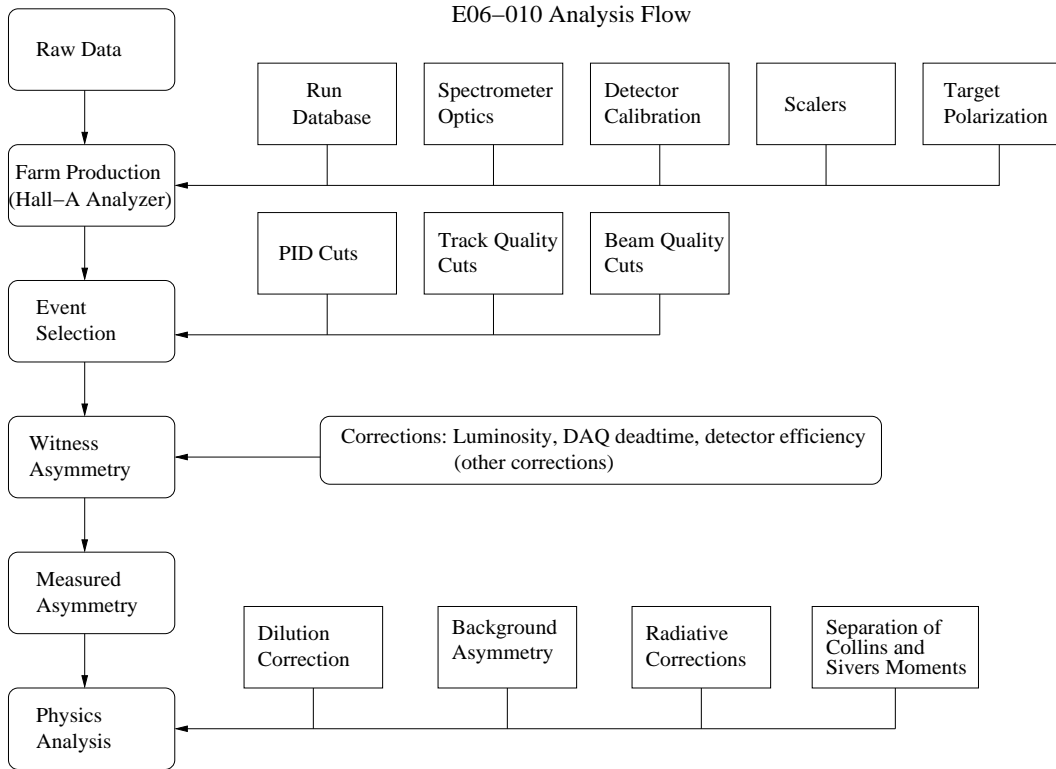 E06–010 Analysis Flow
Raw Data
Run
Database
Spectrometer
Optics
Detector
Calibration
Scalers
Target
Polarization
Farm Production
(Hall–A Analyzer)
PID Cuts
Track Quality
Cuts
Beam Quality
Cuts
Event
Selection
Witness
Asymmetry
Corrections: Luminosity, DAQ deadtime, detector efficiency
(other corrections)
Measured
Asymmetry
Dilution
Correction
Background
Asymmetry
Radiative
Corrections
Separation of
Collins and
Sivers Moments
Physics
Analysis